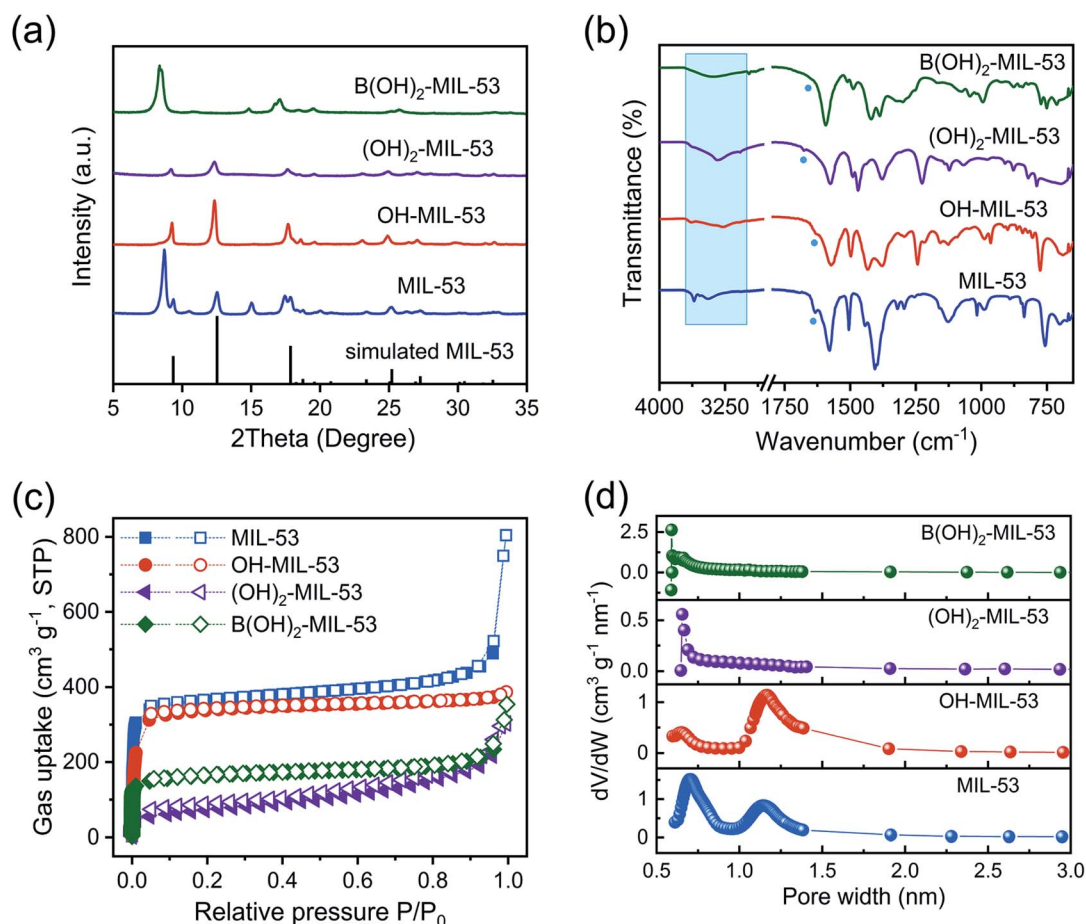 (a)
B(OH)₂-MIL-53
(OH)₂-MIL-53
OH-MIL-53
MIL-53
simulated MIL-53
Intensity (a.u.)
5 10 15 20 25 30 35
2Theta (Degree)
(b)
B(OH)₂-MIL-53
(OH)₂-MIL-53
OH-MIL-53
MIL-53
Transmittance (%)
4000 3250 1750 1500 1250 1000 750
Wavenumber (cm⁻¹)
(c)
MIL-53
OH-MIL-53
(OH)₂-MIL-53
B(OH)₂-MIL-53
Gas uptake (cm³ g⁻¹, STP)
800
600
400
200
0
0.0 0.2 0.4 0.6 0.8 1.0
Relative pressure P/P₀
(d)
B(OH)₂-MIL-53
2.5
0.0
(OH)₂-MIL-53
0.5
0.0
OH-MIL-53
1
0
MIL-53
1
0
dV/dW (cm³ g⁻¹ nm⁻¹)
0.5 1.0 1.5 2.0 2.5 3.0
Pore width (nm)